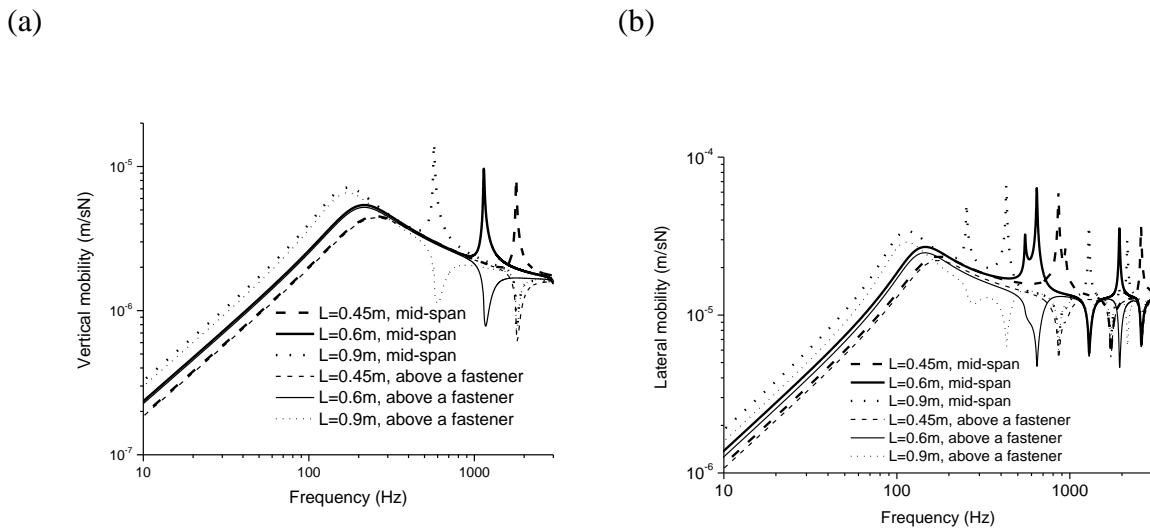 (a)
(b)
10^-5
10^-6
10^-7
Vertical mobility (m/sN)
L=0.45m, mid-span
L=0.6m, mid-span
L=0.9m, mid-span
L=0.45m, above a fastener
L=0.6m, above a fastener
L=0.9m, above a fastener
10
100
1000
Frequency (Hz)
10^-4
10^-5
10^-6
Lateral mobility (m/sN)
L=0.45m, mid-span
L=0.6m, mid-span
L=0.9m, mid-span
L=0.45m, above a fastener
L=0.6m, above a fastener
L=0.9m, above a fastener
10
100
1000
Frequency (Hz)